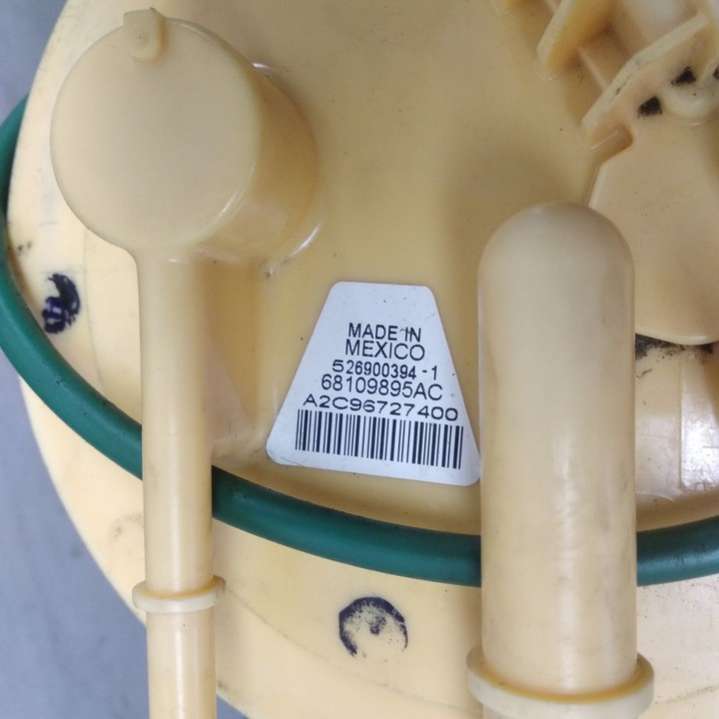 MADE IN
MEXICO
526900394-1
68109895AC
A2C96727400